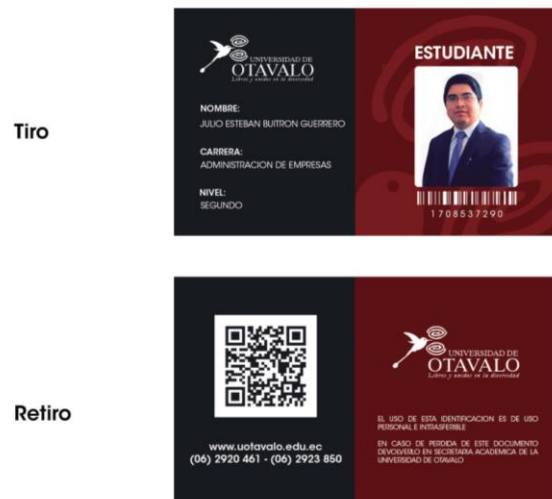 Tiro
UNIVERSIDAD DE
OTAVALO
Libres y unidos en la diversidad
NOMBRE:
JULIO ESTEBAN BUITRON GUERRERO
CARRERA:
ADMINISTRACION DE EMPRESAS
NIVEL:
SEGUNDO
ESTUDIANTE
1708537290
Retiro
www.uotavalo.edu.ec
(06) 2920 461 - (06) 2923 850
UNIVERSIDAD DE
OTAVALO
Libres y unidos en la diversidad
EL USO DE ESTA IDENTIFICACION ES DE USO
PERSONAL E INTRASFERIBLE
EN CASO DE PERDIDA DE ESTE DOCUMENTO
DEVOLVERLO EN SECRETARIA ACADEMICA DE LA
UNIVERSIDAD DE OTAVALO